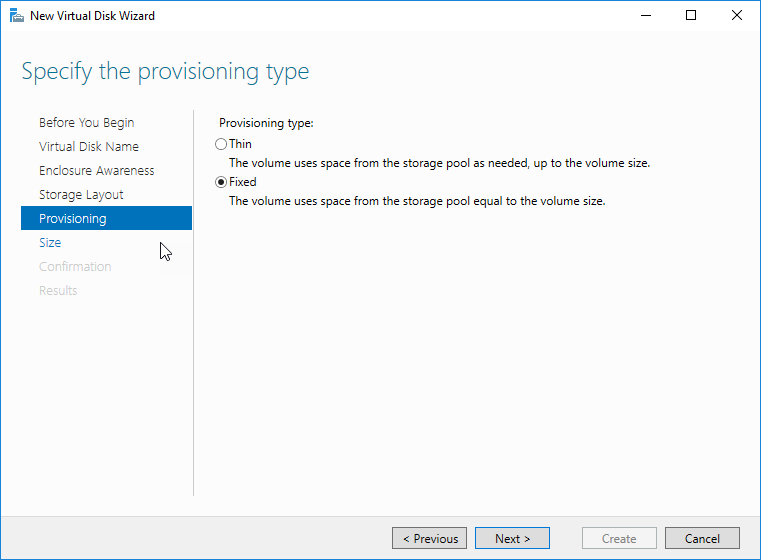 New Virtual Disk Wizard
Specify the provisioning type
Before You Begin
Virtual Disk Name
Enclosure Awareness
Storage Layout
Provisioning
Size
Confirmation
Results
Provisioning type:
Thin
The volume uses space from the storage pool as needed, up to the volume size.
Fixed
The volume uses space from the storage pool equal to the volume size.
< Previous
Next >
Create
Cancel